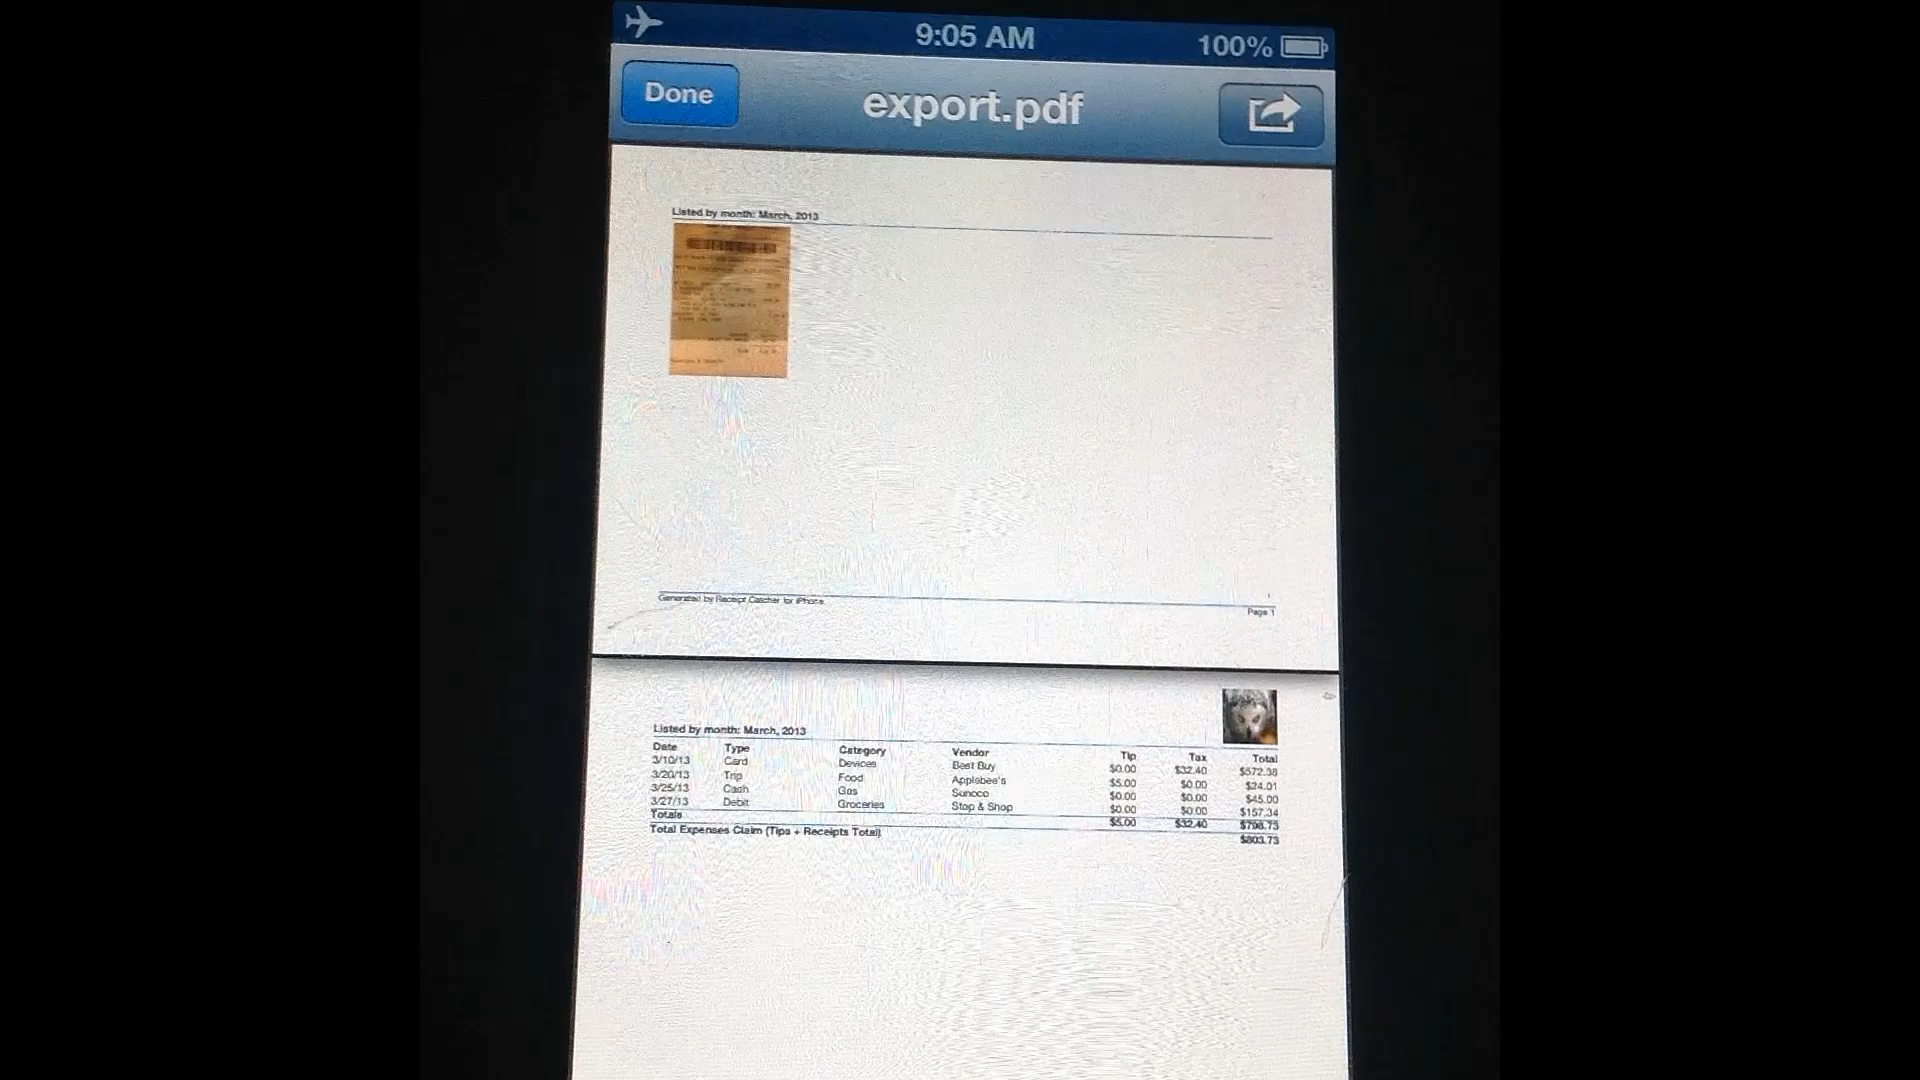 9:05 AM 100%
Done export.pdf
Listed by month: March, 2013
Generated by Receipt Catcher for iPhone
Page 1
Listed by month: March, 2013
Date Type Category Vendor Tip Tax Total
3/10/13 Card Devices Best Buy $0.00 $32.40 $572.38
3/20/13 Trip Food Applebee's $5.00 $0.00 $24.01
3/25/13 Cash Gas Sunoco $0.00 $0.00 $45.00
3/27/13 Debit Groceries Stop & Shop $0.00 $0.00 $157.34
Totals $5.00 $32.40 $798.73
Total Expenses Claim (Tips + Receipts Total) $803.73